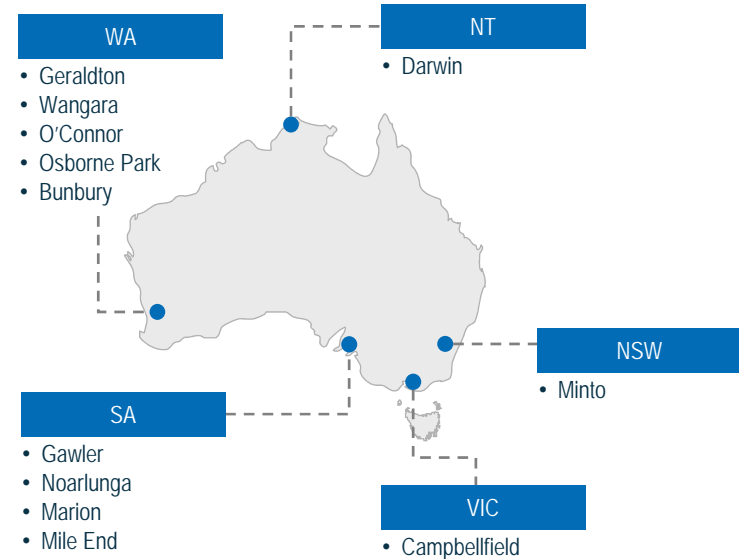 WA
• Geraldton
• Wangara
• O'Connor
• Osborne Park
• Bunbury
NT
• Darwin
NSW
• Minto
SA
• Gawler
• Noarlunga
• Marion
• Mile End
VIC
• Campbellfield